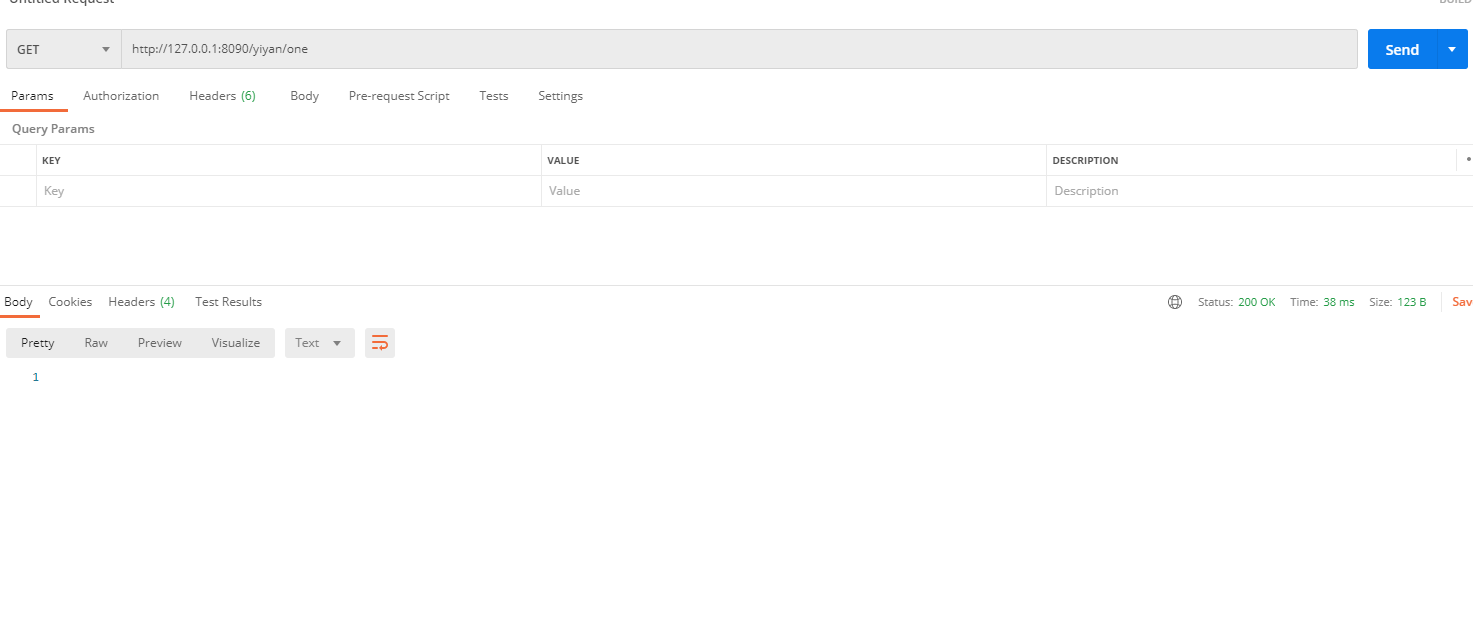 Untitled Request BUILD
GET http://127.0.0.1:8090/yiyan/one Send
Params Authorization Headers (6) Body Pre-request Script Tests Settings
Query Params
KEY VALUE DESCRIPTION
Key Value Description
Body Cookies Headers (4) Test Results Status: 200 OK Time: 38 ms Size: 123 B Sav
Pretty Raw Preview Visualize Text
1